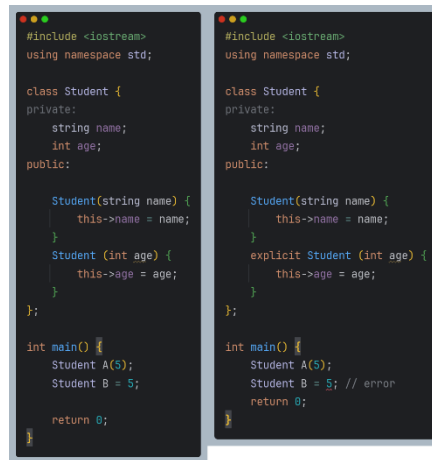 #include <iostream>
using namespace std;
class Student {
private:
string name;
int age;
public:
Student(string name) {
this->name = name;
}
Student (int age) {
this->age = age;
}
};
int main() {
Student A(5);
Student B = 5;
return 0;
}
#include <iostream>
using namespace std;
class Student {
private:
string name;
int age;
public:
Student(string name) {
this->name = name;
}
explicit Student (int age) {
this->age = age;
}
};
int main() {
Student A(5);
Student B = 5; // error
return 0;
}